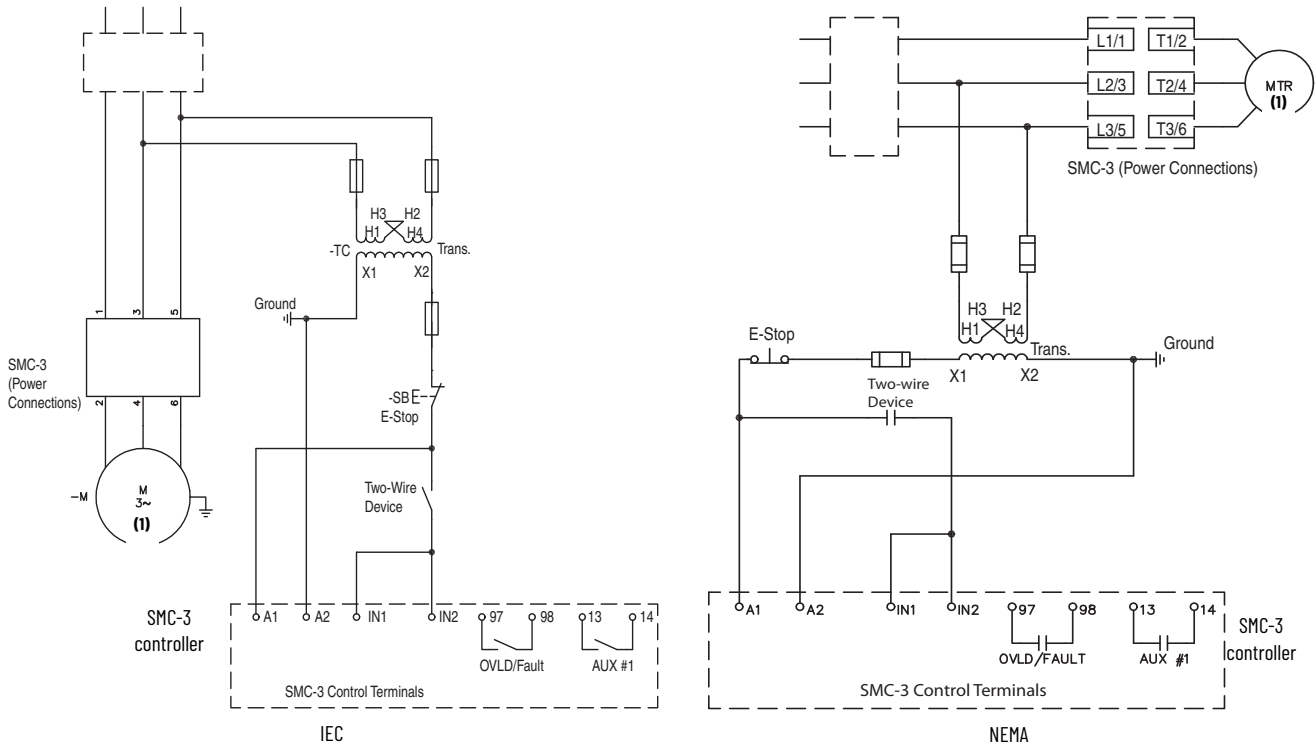 H3 H2
H1 H4
-TC
Trans.
X1 X2
Ground
1 3 5
SMC-3
(Power
Connections)
2 4 6
-SB E
E-Stop
-M
M
3~
(1)
Two-Wire
Device
SMC-3
controller
A1 A2 IN1 IN2 97 98 13 14
OVLD/Fault AUX #1
SMC-3 Control Terminals
IEC
L1/1 T1/2
L2/3 T2/4
L3/5 T3/6
MTR
(1)
SMC-3 (Power Connections)
H3 H2
H1 H4
Trans.
X1 X2
E-Stop
Ground
Two-wire
Device
A1 A2 IN1 IN2 97 98 13 14
OVLD/FAULT AUX #1
SMC-3 Control Terminals
SMC-3
controller
NEMA